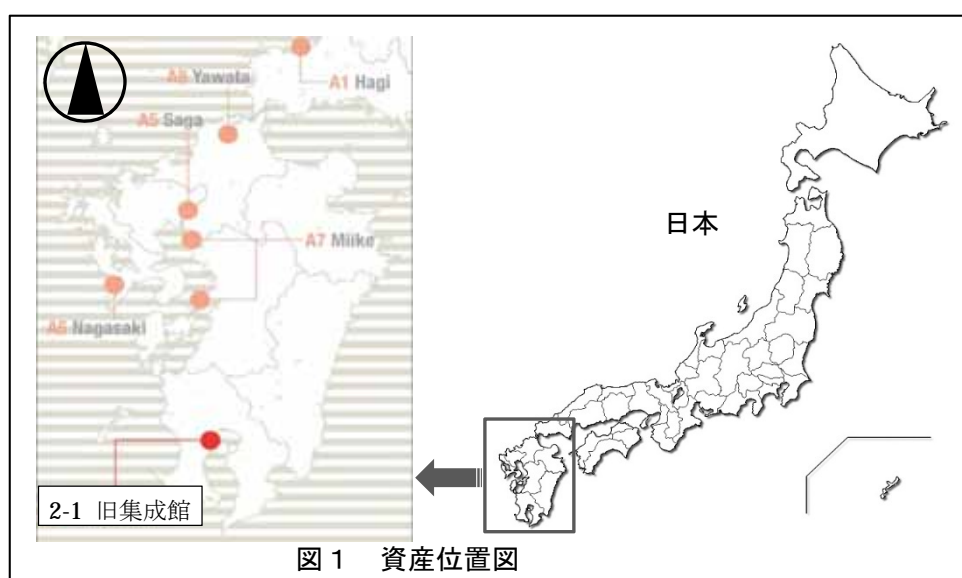 A8 Yawata
A1 Hagi
A5 Saga
日本
A7 Miike
A6 Nagasaki
2-1 旧集成館
図1 資産位置図